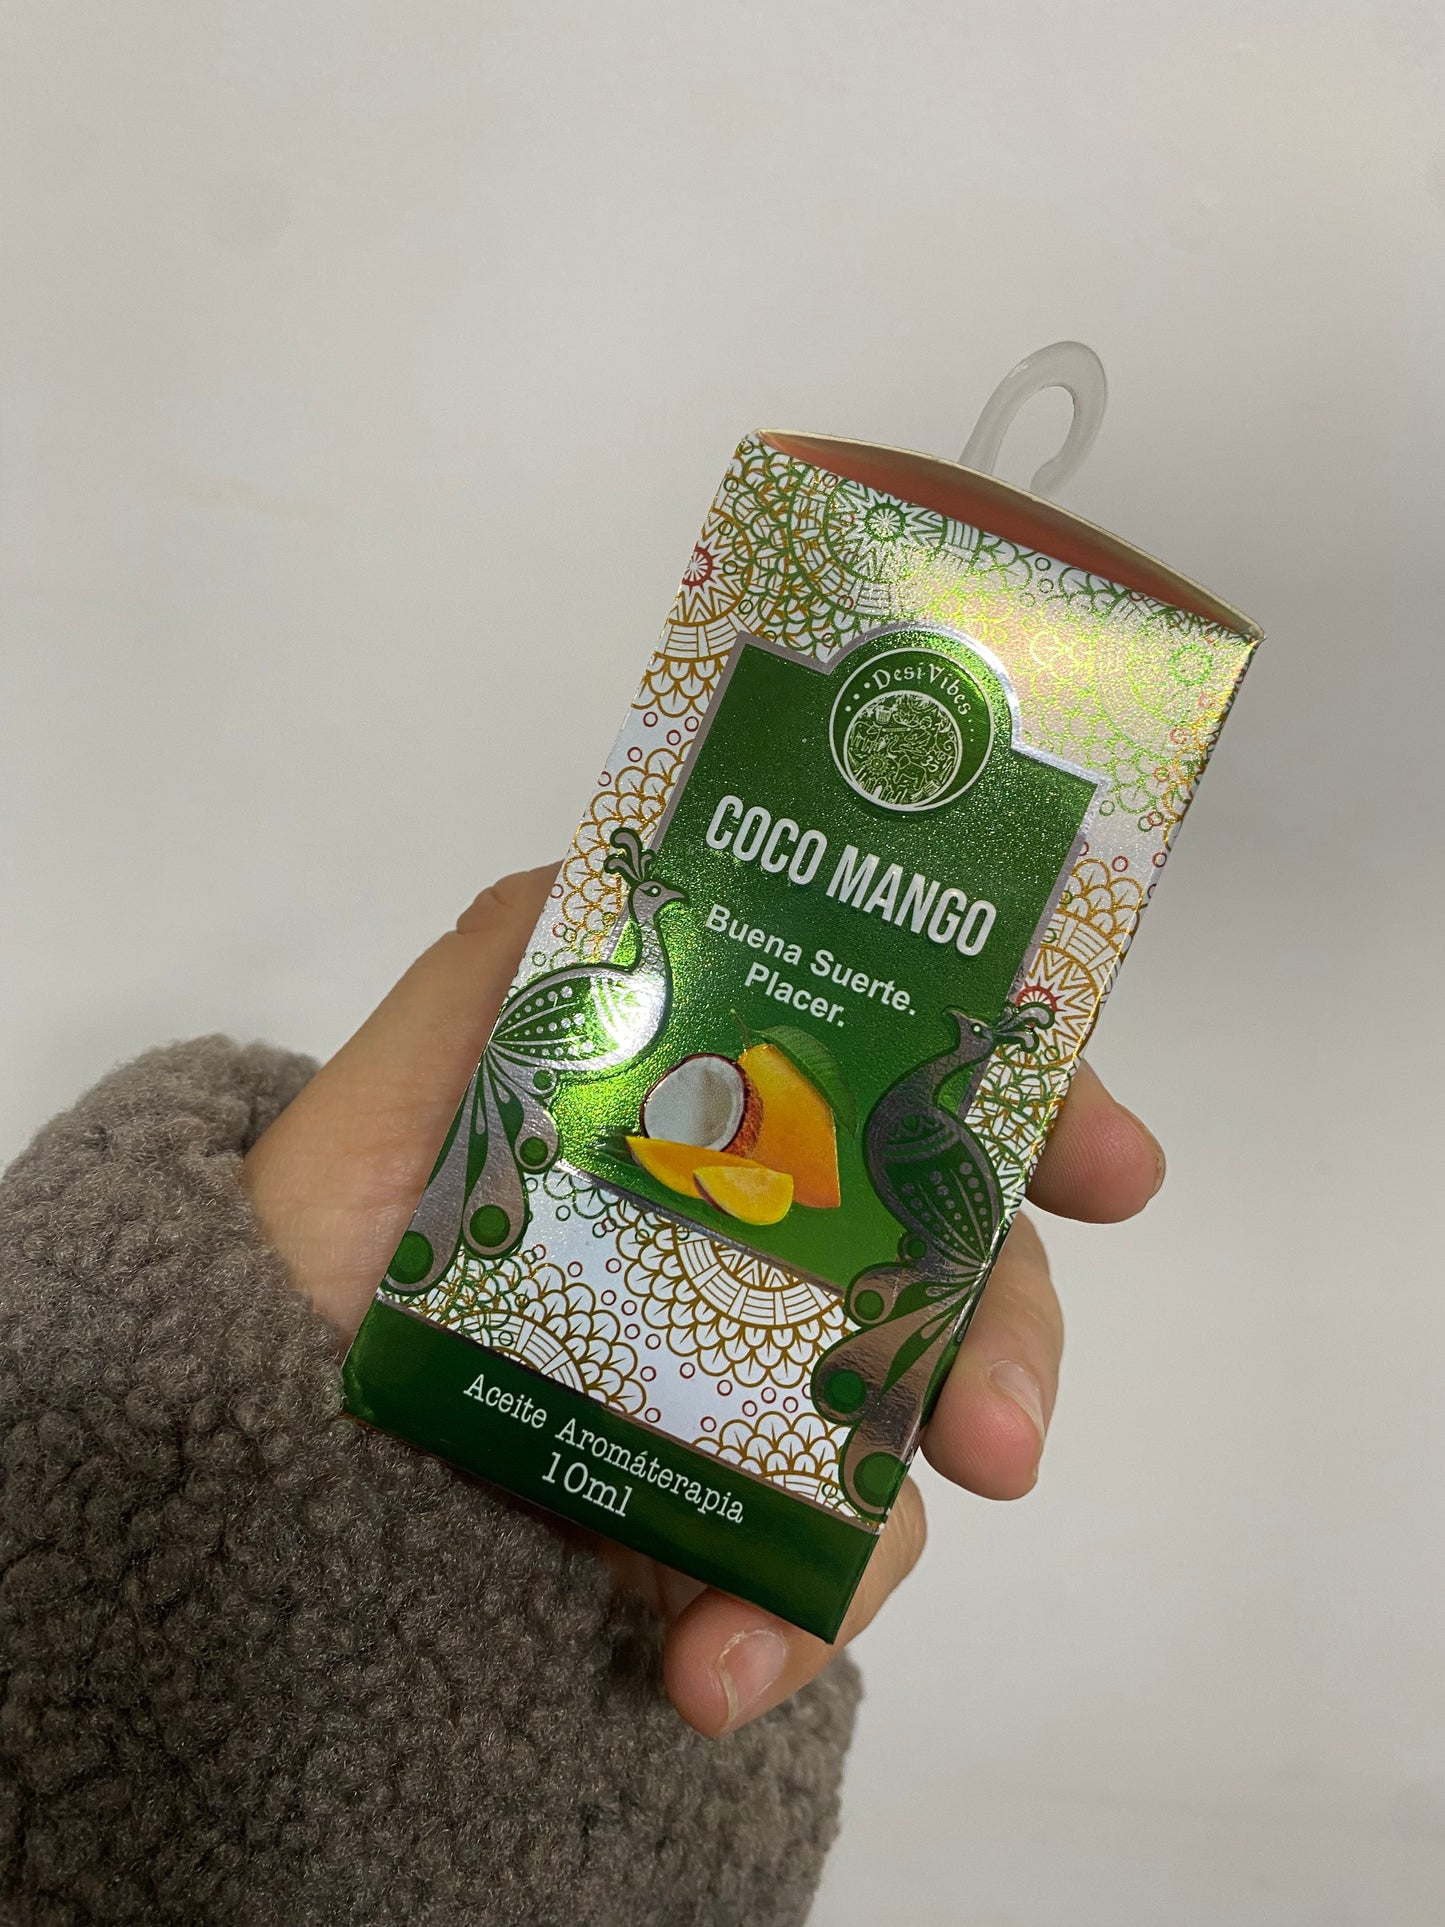 Desi Vibes
COCO MANGO
Buena Suerte.
Placer.
Aceite Aromáterapia
10ml